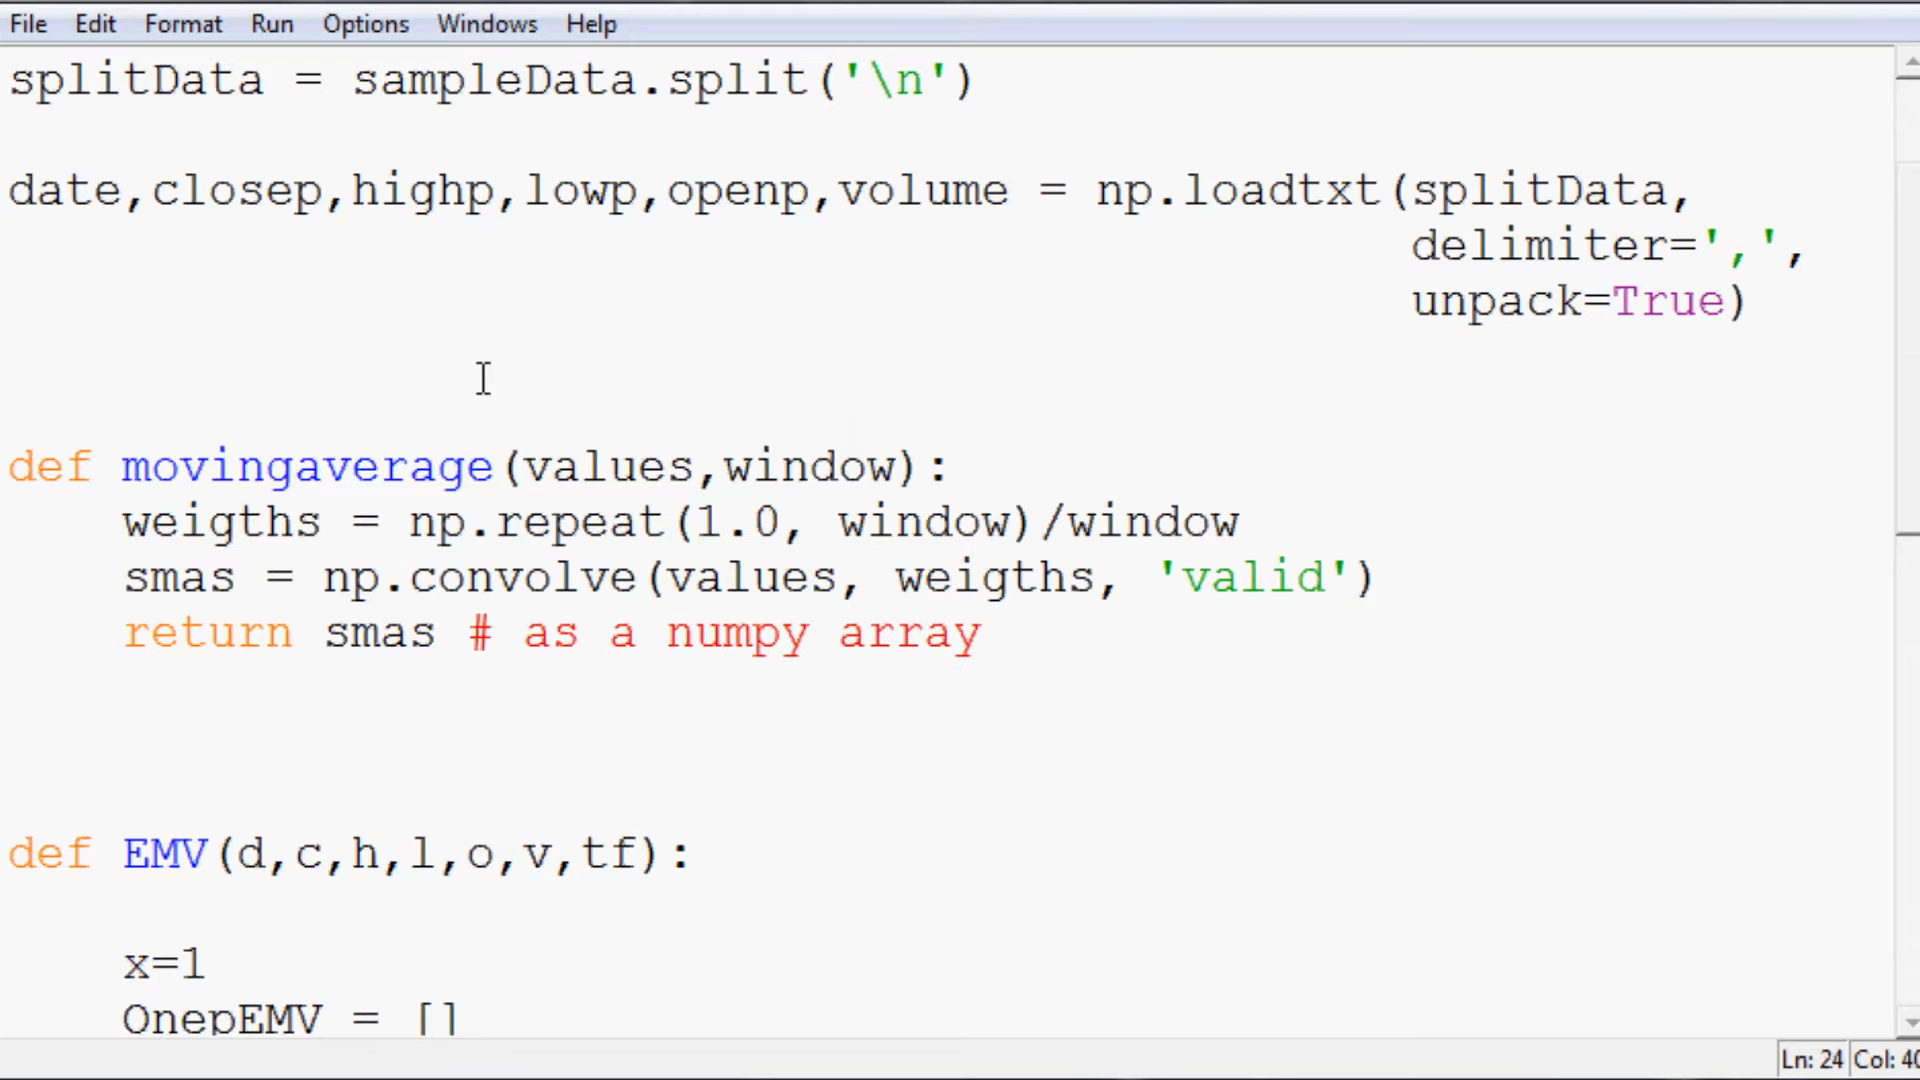 File Edit Format Run Options Windows Help
splitData = sampleData.split('\n')
date,closep,highp,lowp,openp,volume = np.loadtxt(splitData,
delimiter=',',
unpack=True)
def movingaverage(values,window):
weigths = np.repeat(1.0, window)/window
smas = np.convolve(values, weigths, 'valid')
return smas # as a numpy array
def EMV(d,c,h,l,o,v,tf):
x=1
OnepEMV = []
Ln: 24 Col: 40